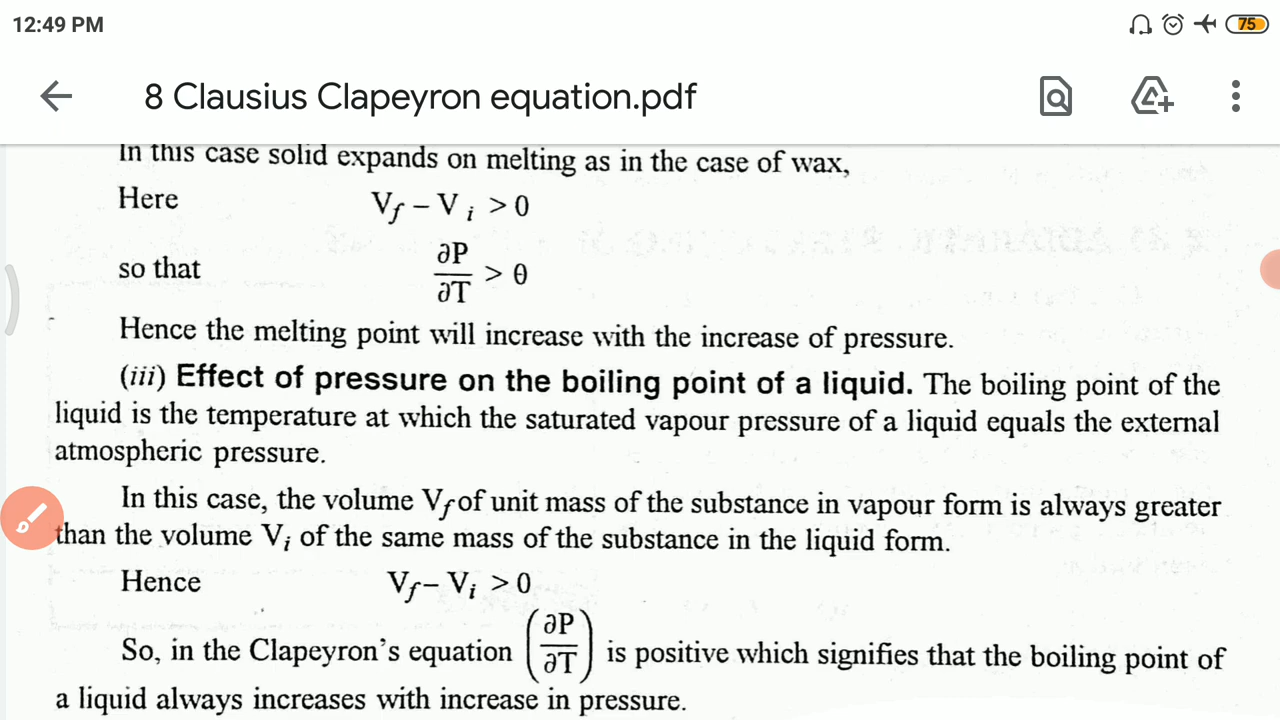 12:49 PM
75
8 Clausius Clapeyron equation.pdf
In this case solid expands on melting as in the case of wax,
Here V_f – V_i > 0
so that ∂P/∂T > θ
Hence the melting point will increase with the increase of pressure.
(iii) Effect of pressure on the boiling point of a liquid. The boiling point of the
liquid is the temperature at which the saturated vapour pressure of a liquid equals the external
atmospheric pressure.
In this case, the volume V_f of unit mass of the substance in vapour form is always greater
than the volume V_i of the same mass of the substance in the liquid form.
Hence V_f – V_i > 0
So, in the Clapeyron's equation (∂P/∂T) is positive which signifies that the boiling point of
a liquid always increases with increase in pressure.